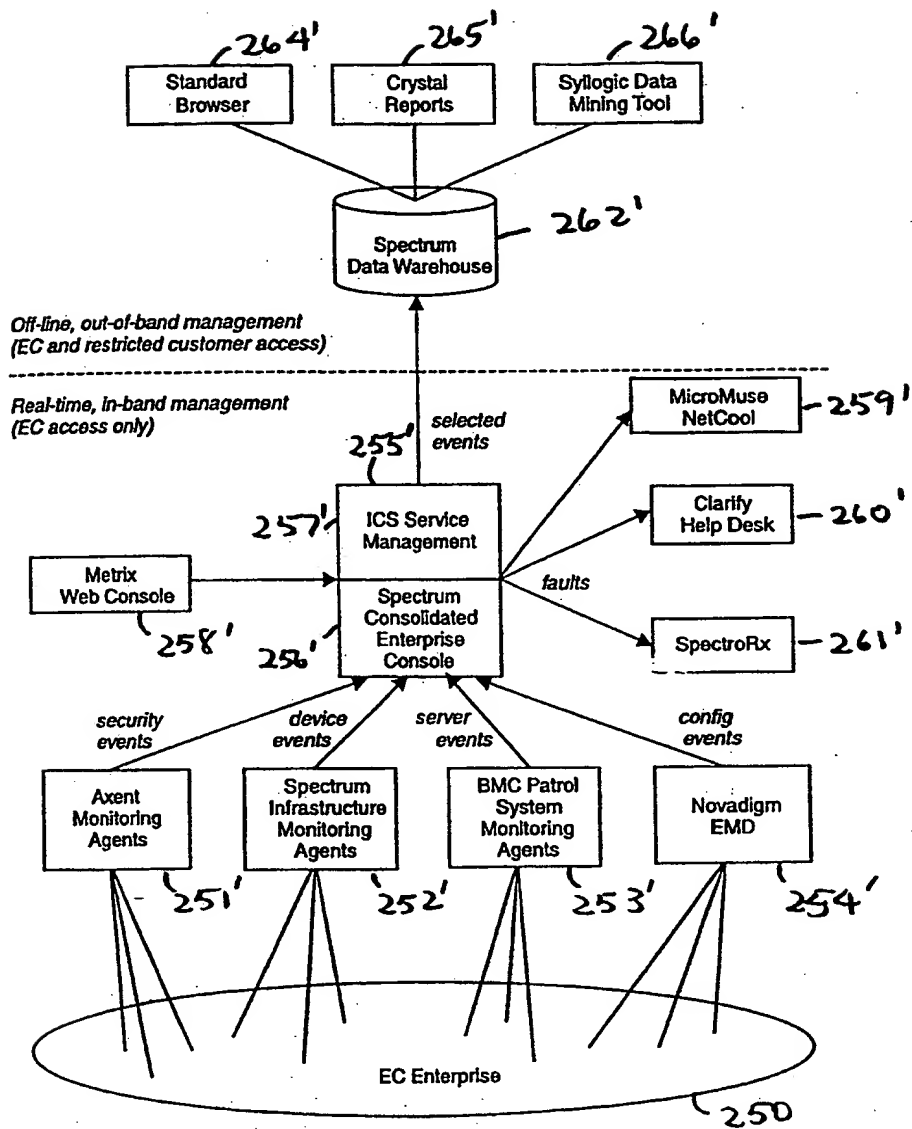 264'
265'
266'
Standard
Browser
Crystal
Reports
Syllogic Data
Mining Tool
262'
Spectrum
Data Warehouse
Off-line, out-of-band management
(EC and restricted customer access)
Real-time, in-band management
(EC access only)
selected
events
MicroMuse
NetCool
259'
255'
257'
ICS Service
Management
Clarify
Help Desk
260'
Metrix
Web Console
258'
faults
256'
Spectrum
Consolidated
Enterprise
Console
SpectroRx
261'
security
events
device
events
server
events
config
events
Axent
Monitoring
Agents
Spectrum
Infrastructure
Monitoring
Agents
BMC Patrol
System
Monitoring
Agents
Novadigm
EMD
251'
252'
253'
254'
EC Enterprise
250